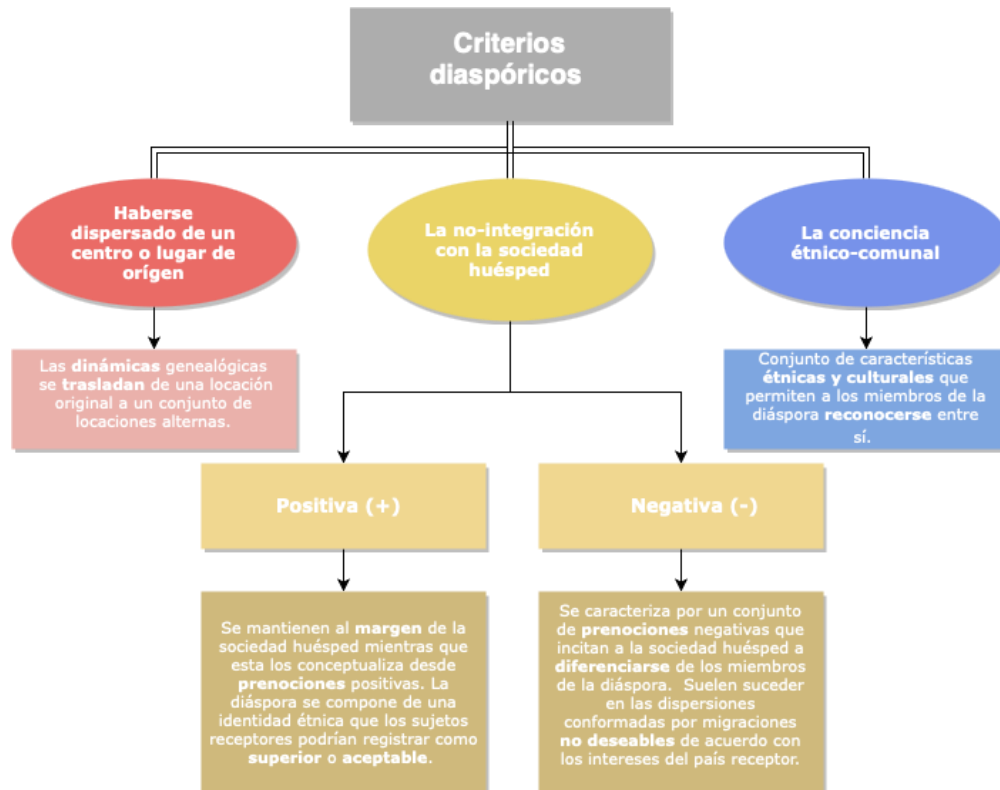 Criterios
diaspóricos
Haberse
dispersado de un
centro o lugar de
orígen
La no-integración
con la sociedad
huésped
La conciencia
étnico-comunal
Las dinámicas genealógicas
se trasladan de una locación
original a un conjunto de
locaciones alternas.
Conjunto de características
étnicas y culturales que
permiten a los miembros de la
diáspora reconocerse entre
sí.
Positiva (+)
Negativa (-)
Se mantienen al margen de la
sociedad huésped mientras que
esta los conceptualiza desde
prenociones positivas. La
diáspora se compone de una
identidad étnica que los sujetos
receptores podrían registrar como
superior o aceptable.
Se caracteriza por un conjunto
de prenociones negativas que
incitan a la sociedad huésped a
diferenciarse de los miembros
de la diáspora.  Suelen suceder
en las dispersiones
conformadas por migraciones
no deseables de acuerdo con
los intereses del país receptor.